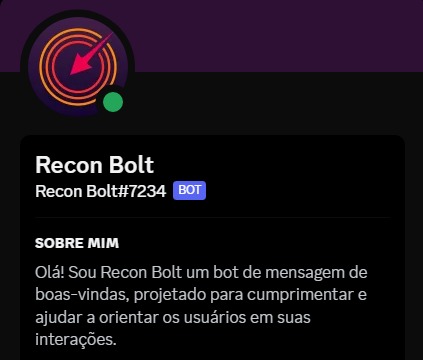 Recon Bolt
Recon Bolt#7234 BOT
SOBRE MIM
Olá! Sou Recon Bolt um bot de mensagem de
boas-vindas, projetado para cumprimentar e
ajudar a orientar os usuários em suas
interações.